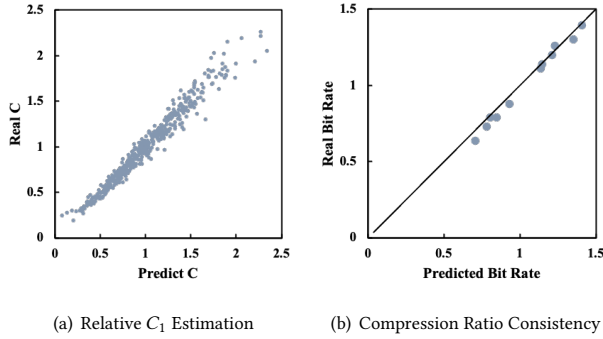 2.5
2
1.5
1
0.5
0
0 0.5 1 1.5 2 2.5
Real C
Predict C
(a) Relative C₁ Estimation
1.5
1
0.5
0
0 0.5 1 1.5
Real Bit Rate
Predicted Bit Rate
(b) Compression Ratio Consistency